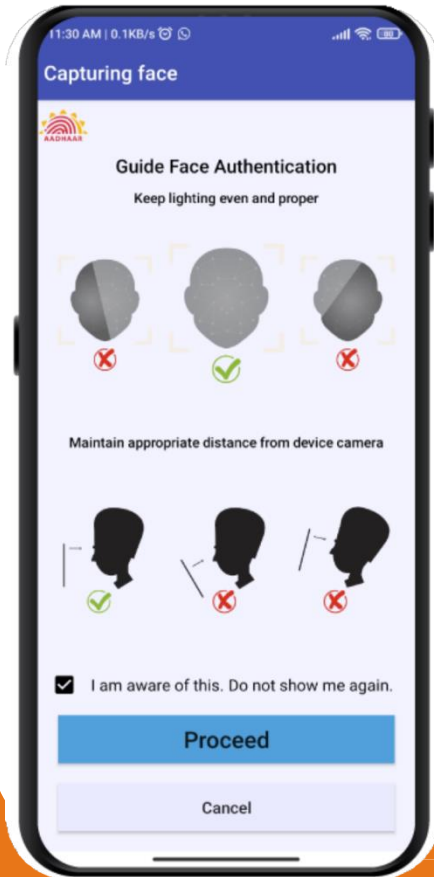 11:30 AM | 0.1KB/s
80
Capturing face
AADHAAR
Guide Face Authentication
Keep lighting even and proper
Maintain appropriate distance from device camera
I am aware of this. Do not show me again.
Proceed
Cancel